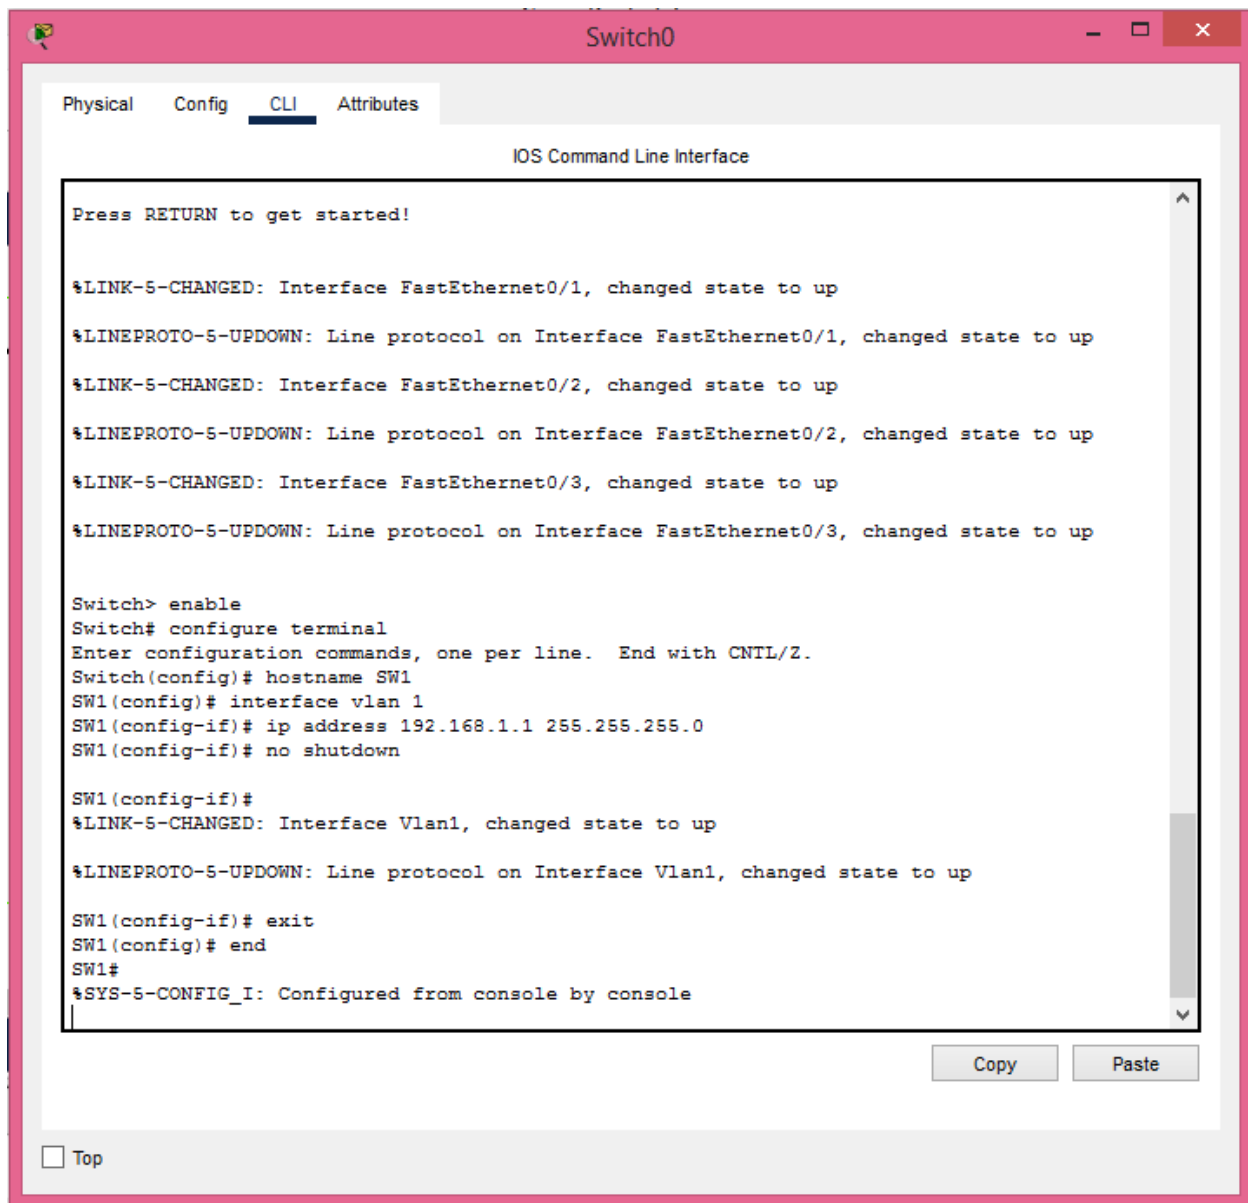 Switch0
Physical Config CLI Attributes
IOS Command Line Interface
Press RETURN to get started!
%LINK-5-CHANGED: Interface FastEthernet0/1, changed state to up
%LINEPROTO-5-UPDOWN: Line protocol on Interface FastEthernet0/1, changed state to up
%LINK-5-CHANGED: Interface FastEthernet0/2, changed state to up
%LINEPROTO-5-UPDOWN: Line protocol on Interface FastEthernet0/2, changed state to up
%LINK-5-CHANGED: Interface FastEthernet0/3, changed state to up
%LINEPROTO-5-UPDOWN: Line protocol on Interface FastEthernet0/3, changed state to up
Switch> enable
Switch# configure terminal
Enter configuration commands, one per line.  End with CNTL/Z.
Switch(config)# hostname SW1
SW1(config)# interface vlan 1
SW1(config-if)# ip address 192.168.1.1 255.255.255.0
SW1(config-if)# no shutdown
SW1(config-if)#
%LINK-5-CHANGED: Interface Vlan1, changed state to up
%LINEPROTO-5-UPDOWN: Line protocol on Interface Vlan1, changed state to up
SW1(config-if)# exit
SW1(config)# end
SW1#
%SYS-5-CONFIG_I: Configured from console by console
Copy Paste
Top